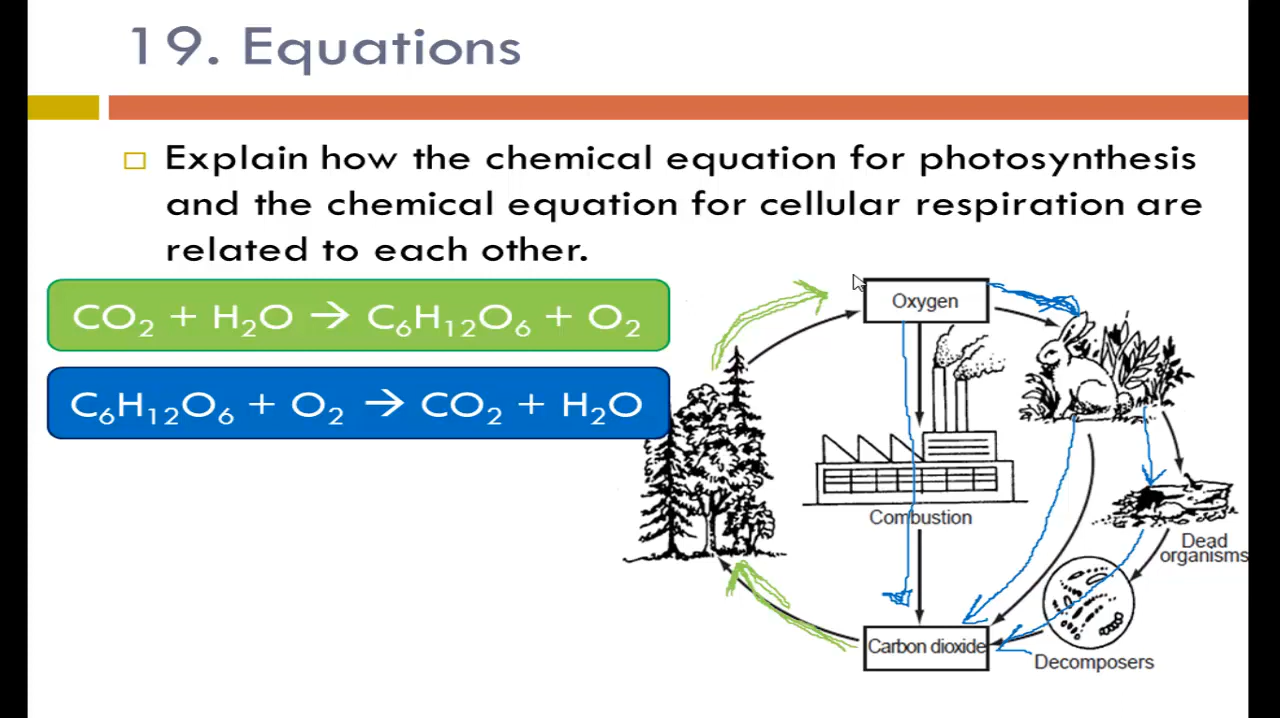 19. Equations
Explain how the chemical equation for photosynthesis
and the chemical equation for cellular respiration are
related to each other.
CO₂ + H₂O → C₆H₁₂O₆ + O₂
C₆H₁₂O₆ + O₂ → CO₂ + H₂O
Oxygen
Combustion
Dead
organisms
Carbon dioxide
Decomposers